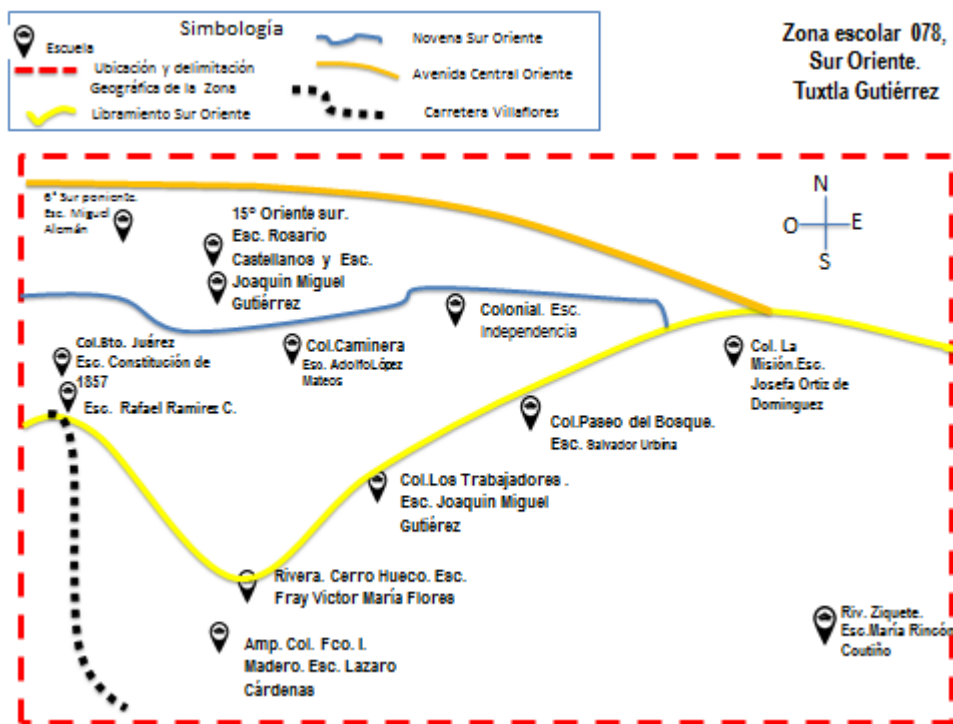 Simbología
Escuela
Ubicación y delimitación
Geográfica de la Zona
Libramiento Sur Oriente
Novena Sur Oriente
Avenida Central Oriente
Carretera Villaflores
Zona escolar 078,
Sur Oriente.
Tuxtla Gutiérrez
6° Sur poniente.
Esc. Miguel
Alemán
15° Oriente sur.
Esc. Rosario
Castellanos y Esc.
Joaquin Miguel
Gutiérrez
N
O
E
S
Colonial. Esc.
Independencia
Col.Bto. Juárez
Esc. Constitución de
1857
Esc. Rafael Ramirez C.
Col.Caminera
Esc. AdolfoLópez
Mateos
Col. La
Misión.Esc.
Josefa Ortiz de
Dominguez
Col.Paseo del Bosque.
Esc. Salvador Urbina
Col.Los Trabajadores .
Esc. Joaquin Miguel
Gutiérez
Rivera. Cerro Hueco. Esc.
Fray Victor María Flores
Amp. Col. Fco. I.
Madero. Esc. Lazaro
Cárdenas
Riv. Ziquete.
Esc.María Rincón
Coutiño